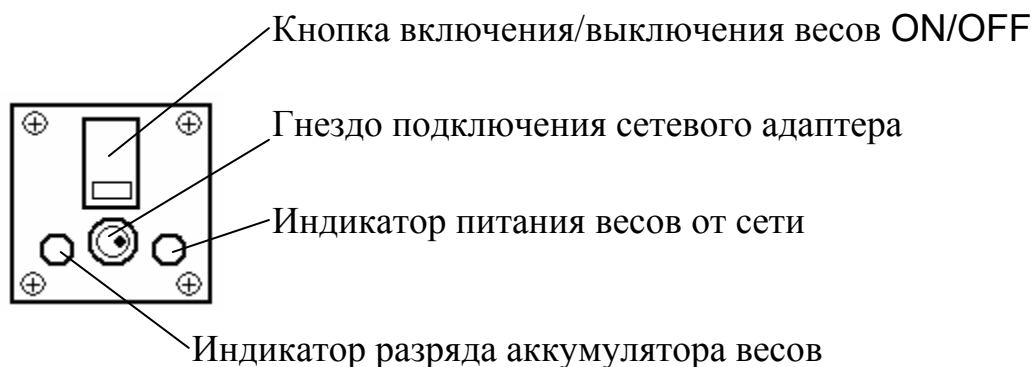 Кнопка включения/выключения весов ON/OFF
Гнездо подключения сетевого адаптера
Индикатор питания весов от сети
Индикатор разряда аккумулятора весов